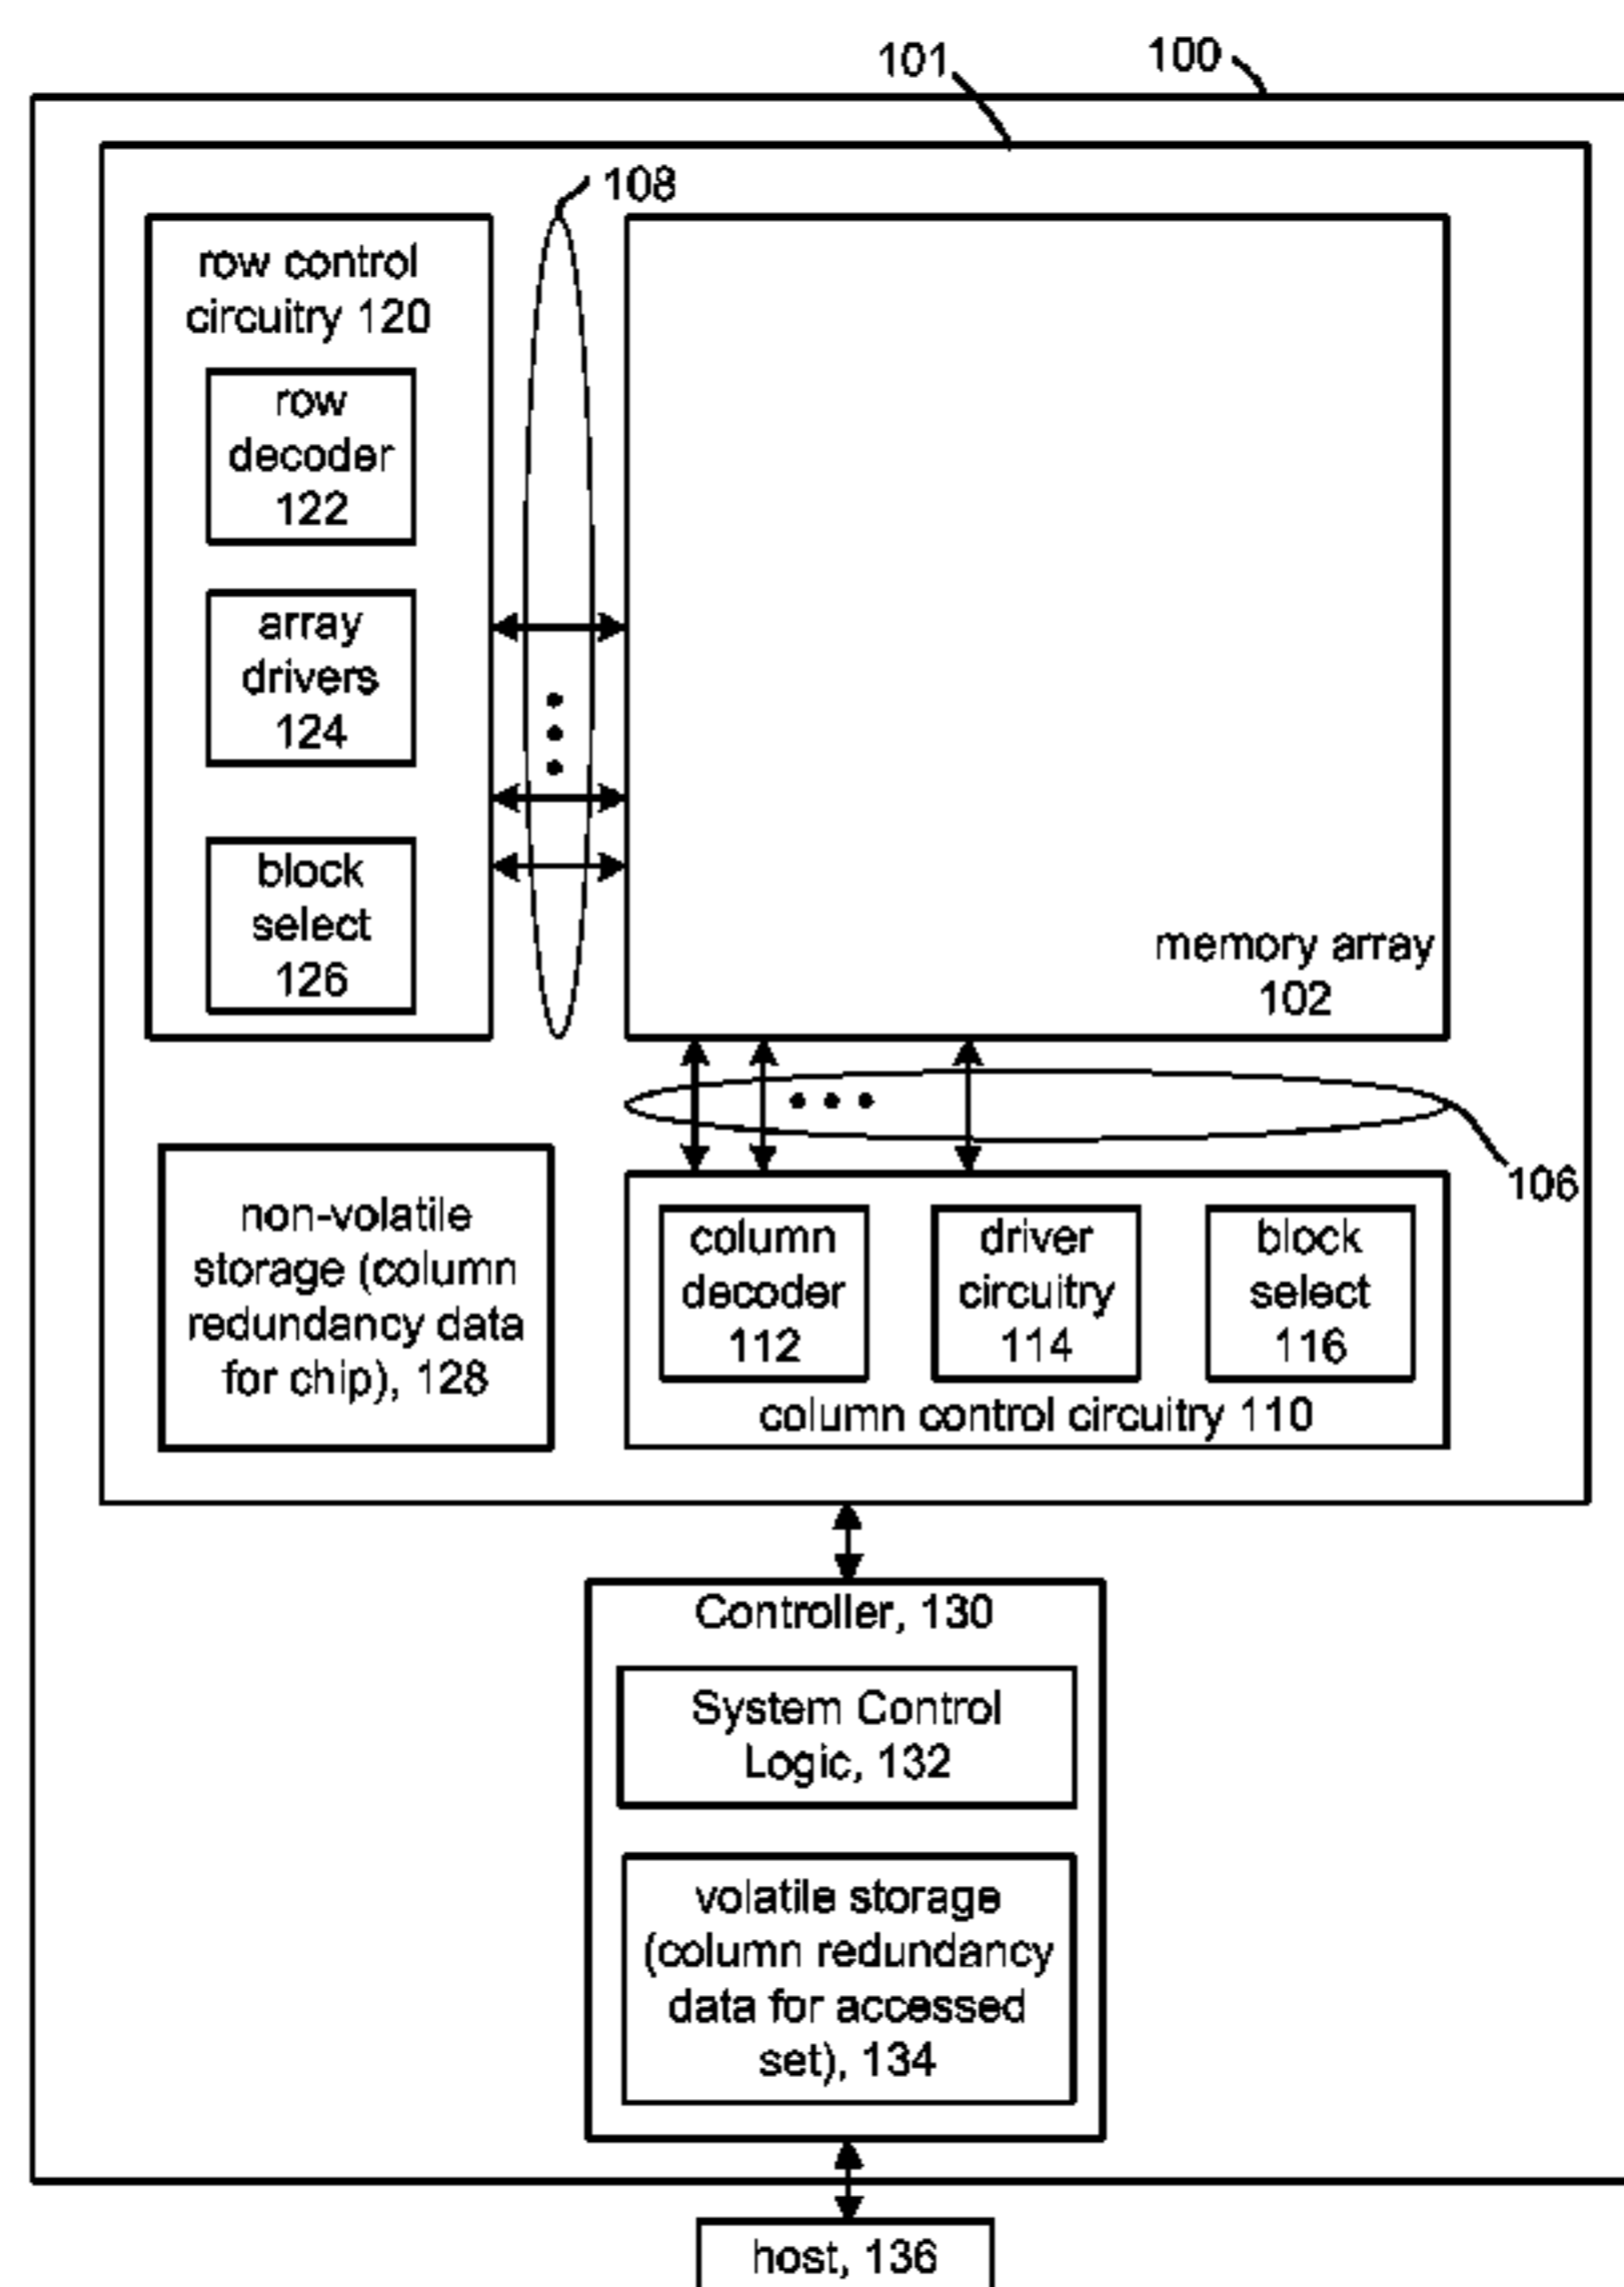 101
100
108
row control
circuitry 120
row
decoder
122
array
drivers
124
block
select
126
memory array
102
106
non-volatile
storage (column
redundancy data
for chip), 128
column
decoder
112
driver
circuitry
114
block
select
116
column control circuitry 110
Controller, 130
System Control
Logic, 132
volatile storage
(column redundancy
data for accessed
set), 134
host, 136